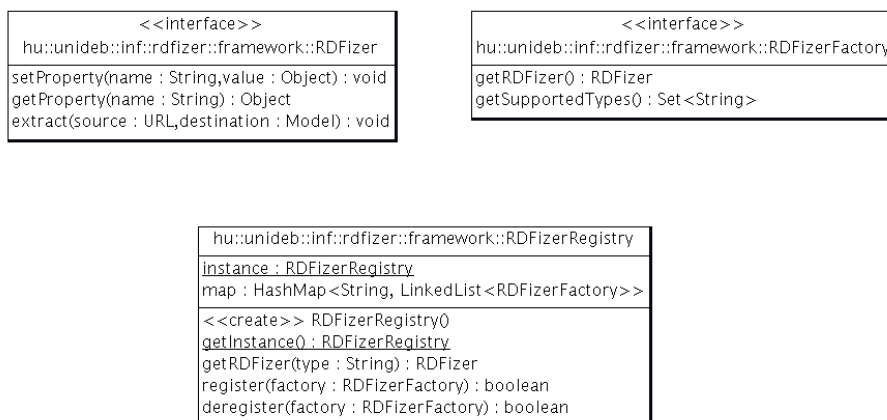 <<interface>>
hu::unideb::inf::rdfizer::framework::RDFizer
setProperty(name : String,value : Object) : void
getProperty(name : String) : Object
extract(source : URL,destination : Model) : void
<<interface>>
hu::unideb::inf::rdfizer::framework::RDFizerFactory
getRDFizer() : RDFizer
getSupportedTypes() : Set<String>
hu::unideb::inf::rdfizer::framework::RDFizerRegistry
instance : RDFizerRegistry
map : HashMap<String, LinkedList<RDFizerFactory>>
<<create>> RDFizerRegistry()
getInstance() : RDFizerRegistry
getRDFizer(type : String) : RDFizer
register(factory : RDFizerFactory) : boolean
deregister(factory : RDFizerFactory) : boolean